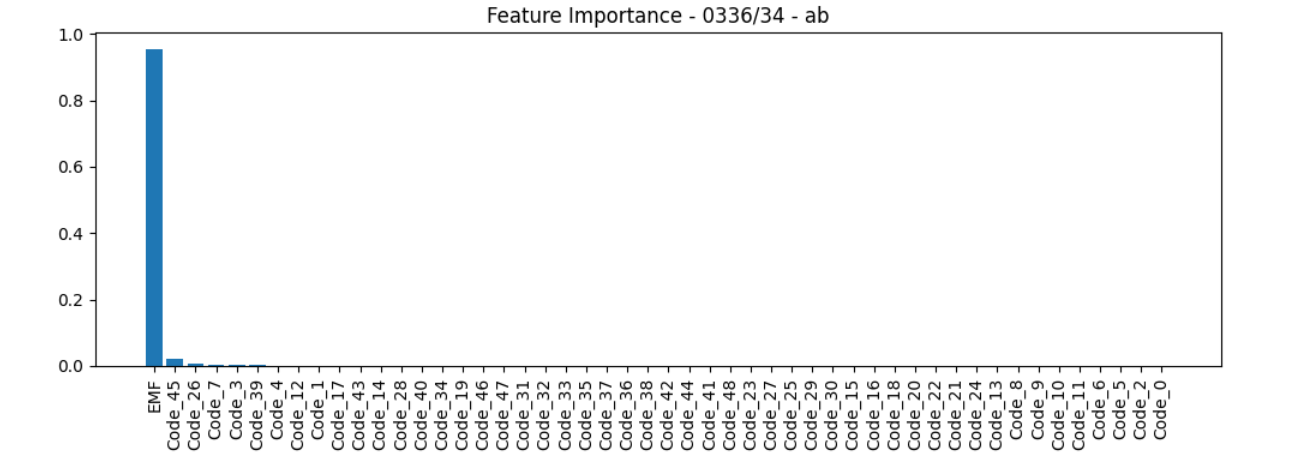 Feature Importance - 0336/34 - ab
1.0
0.8
0.6
0.4
0.2
0.0
EMF
Code_45
Code_26
Code_7
Code_3
Code_39
Code_4
Code_12
Code_1
Code_17
Code_43
Code_14
Code_28
Code_40
Code_34
Code_19
Code_46
Code_47
Code_31
Code_32
Code_33
Code_35
Code_37
Code_36
Code_38
Code_42
Code_44
Code_41
Code_48
Code_23
Code_27
Code_25
Code_29
Code_30
Code_15
Code_16
Code_18
Code_20
Code_22
Code_21
Code_24
Code_13
Code_8
Code_9
Code_10
Code_11
Code_6
Code_5
Code_2
Code_0